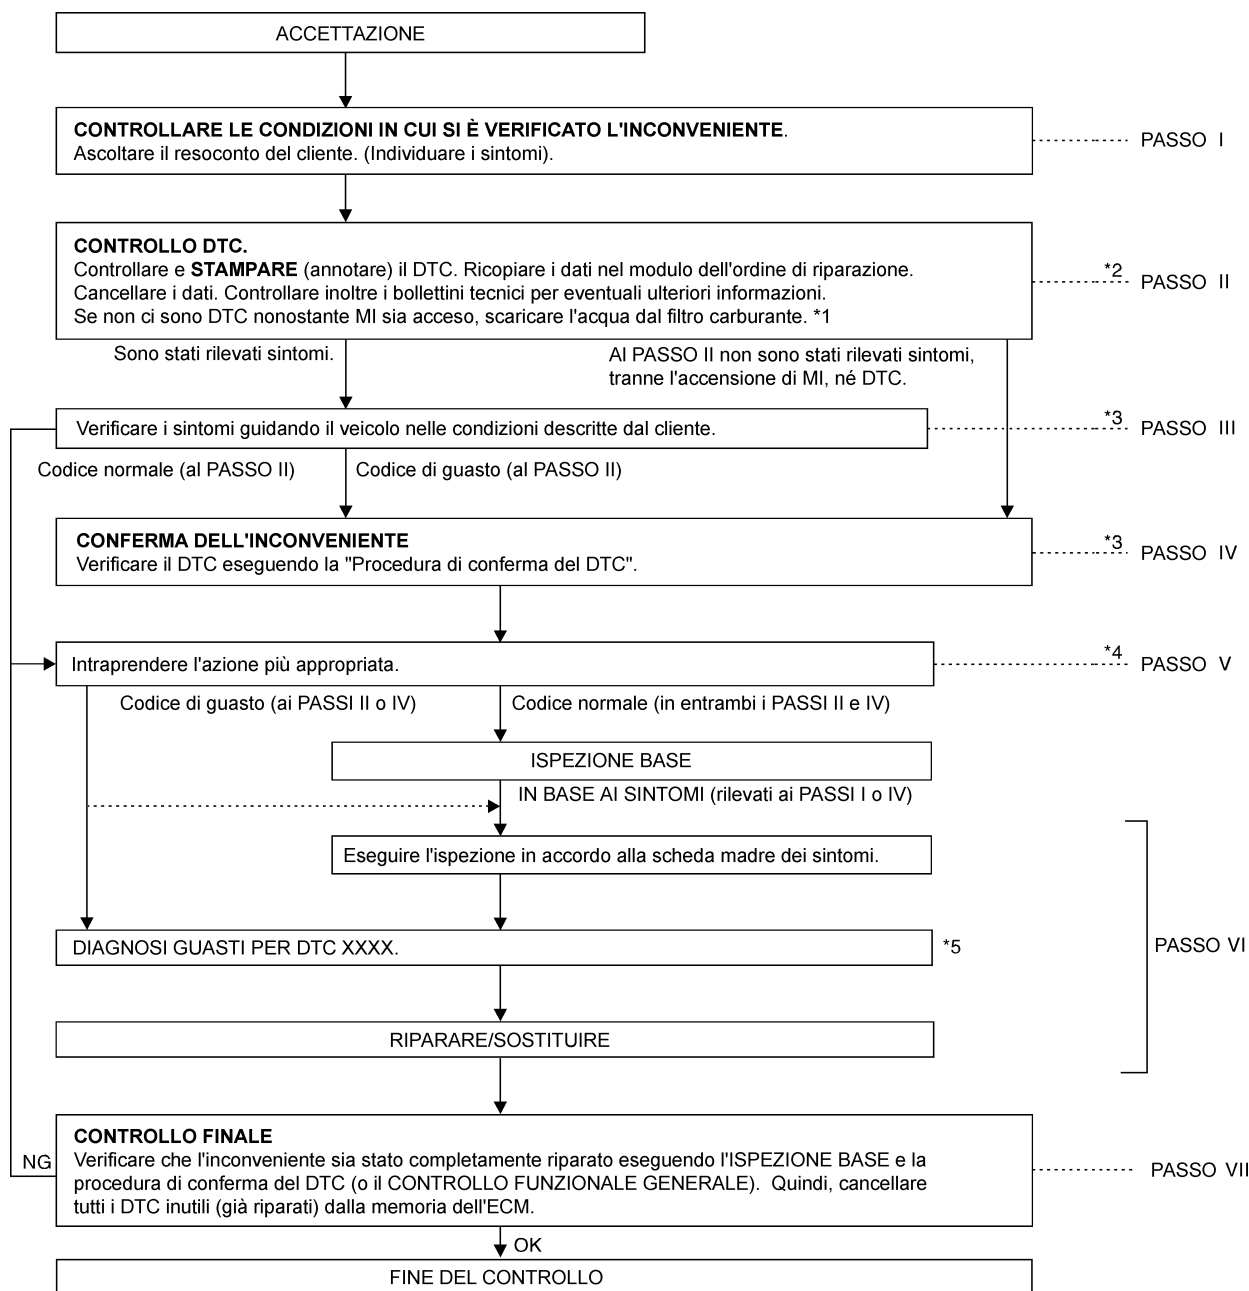 ACCETTAZIONE
CONTROLLARE LE CONDIZIONI IN CUI SI È VERIFICATO L'INCONVENIENTE.
Ascoltare il resoconto del cliente. (Individuare i sintomi).
PASSO I
CONTROLLO DTC.
Controllare e STAMPARE (annotare) il DTC. Ricopiare i dati nel modulo dell'ordine di riparazione.
Cancellare i dati. Controllare inoltre i bollettini tecnici per eventuali ulteriori informazioni.
Se non ci sono DTC nonostante MI sia acceso, scaricare l'acqua dal filtro carburante. *1
*2 PASSO II
Sono stati rilevati sintomi.
Al PASSO II non sono stati rilevati sintomi,
tranne l'accensione di MI, né DTC.
Verificare i sintomi guidando il veicolo nelle condizioni descritte dal cliente.
*3 PASSO III
Codice normale (al PASSO II)
Codice di guasto (al PASSO II)
CONFERMA DELL'INCONVENIENTE
Verificare il DTC eseguendo la "Procedura di conferma del DTC".
*3 PASSO IV
Intraprendere l'azione più appropriata.
*4 PASSO V
Codice di guasto (ai PASSI II o IV)
Codice normale (in entrambi i PASSI II e IV)
ISPEZIONE BASE
IN BASE AI SINTOMI (rilevati ai PASSI I o IV)
Eseguire l'ispezione in accordo alla scheda madre dei sintomi.
DIAGNOSI GUASTI PER DTC XXXX.
*5
PASSO VI
RIPARARE/SOSTITUIRE
CONTROLLO FINALE
Verificare che l'inconveniente sia stato completamente riparato eseguendo l'ISPEZIONE BASE e la
procedura di conferma del DTC (o il CONTROLLO FUNZIONALE GENERALE). Quindi, cancellare
tutti i DTC inutili (già riparati) dalla memoria dell'ECM.
NG
PASSO VII
OK
FINE DEL CONTROLLO